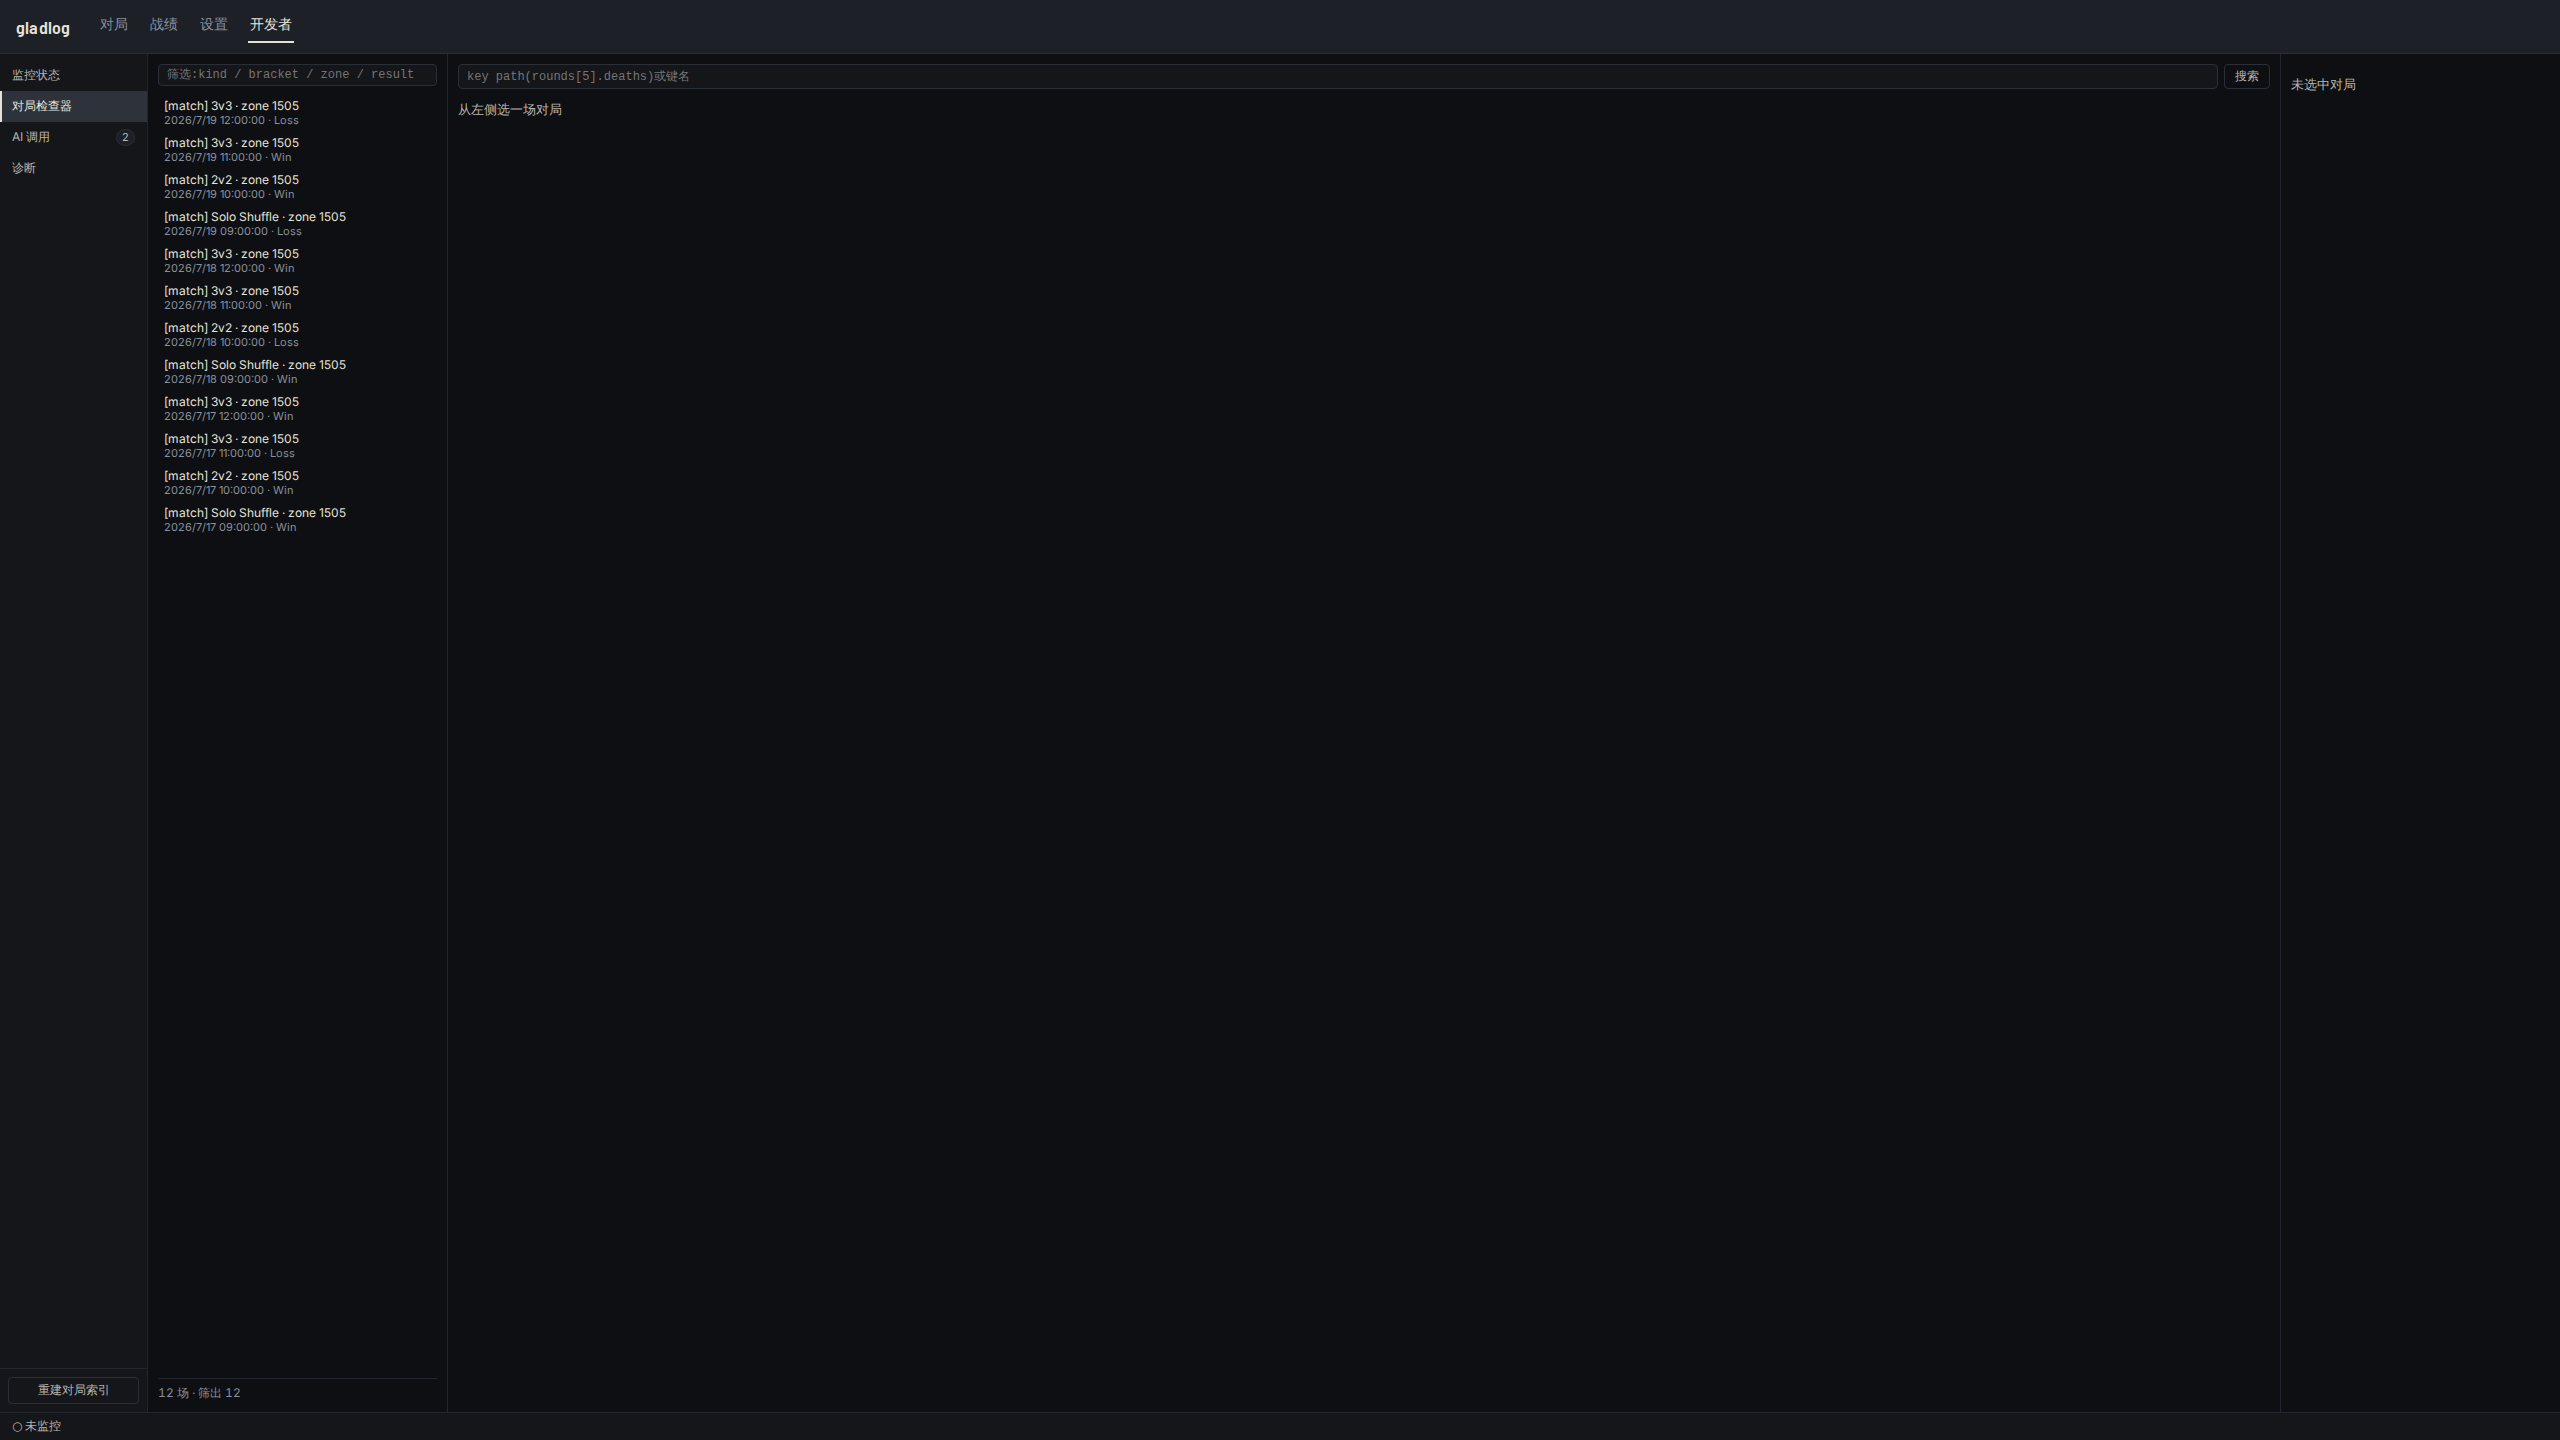 gladlog
对局
战绩
设置
开发者
监控状态
对局检查器
AI 调用
2
诊断
重建对局索引
筛选:kind / bracket / zone / result
[match] 3v3 · zone 1505
2026/7/19 12:00:00 · Loss
[match] 3v3 · zone 1505
2026/7/19 11:00:00 · Win
[match] 2v2 · zone 1505
2026/7/19 10:00:00 · Win
[match] Solo Shuffle · zone 1505
2026/7/19 09:00:00 · Loss
[match] 3v3 · zone 1505
2026/7/18 12:00:00 · Win
[match] 3v3 · zone 1505
2026/7/18 11:00:00 · Win
[match] 2v2 · zone 1505
2026/7/18 10:00:00 · Loss
[match] Solo Shuffle · zone 1505
2026/7/18 09:00:00 · Win
[match] 3v3 · zone 1505
2026/7/17 12:00:00 · Win
[match] 3v3 · zone 1505
2026/7/17 11:00:00 · Loss
[match] 2v2 · zone 1505
2026/7/17 10:00:00 · Win
[match] Solo Shuffle · zone 1505
2026/7/17 09:00:00 · Win
12 场 · 筛出 12
key path(rounds[5].deaths)或键名
搜索
从左侧选一场对局
未选中对局
○ 未监控